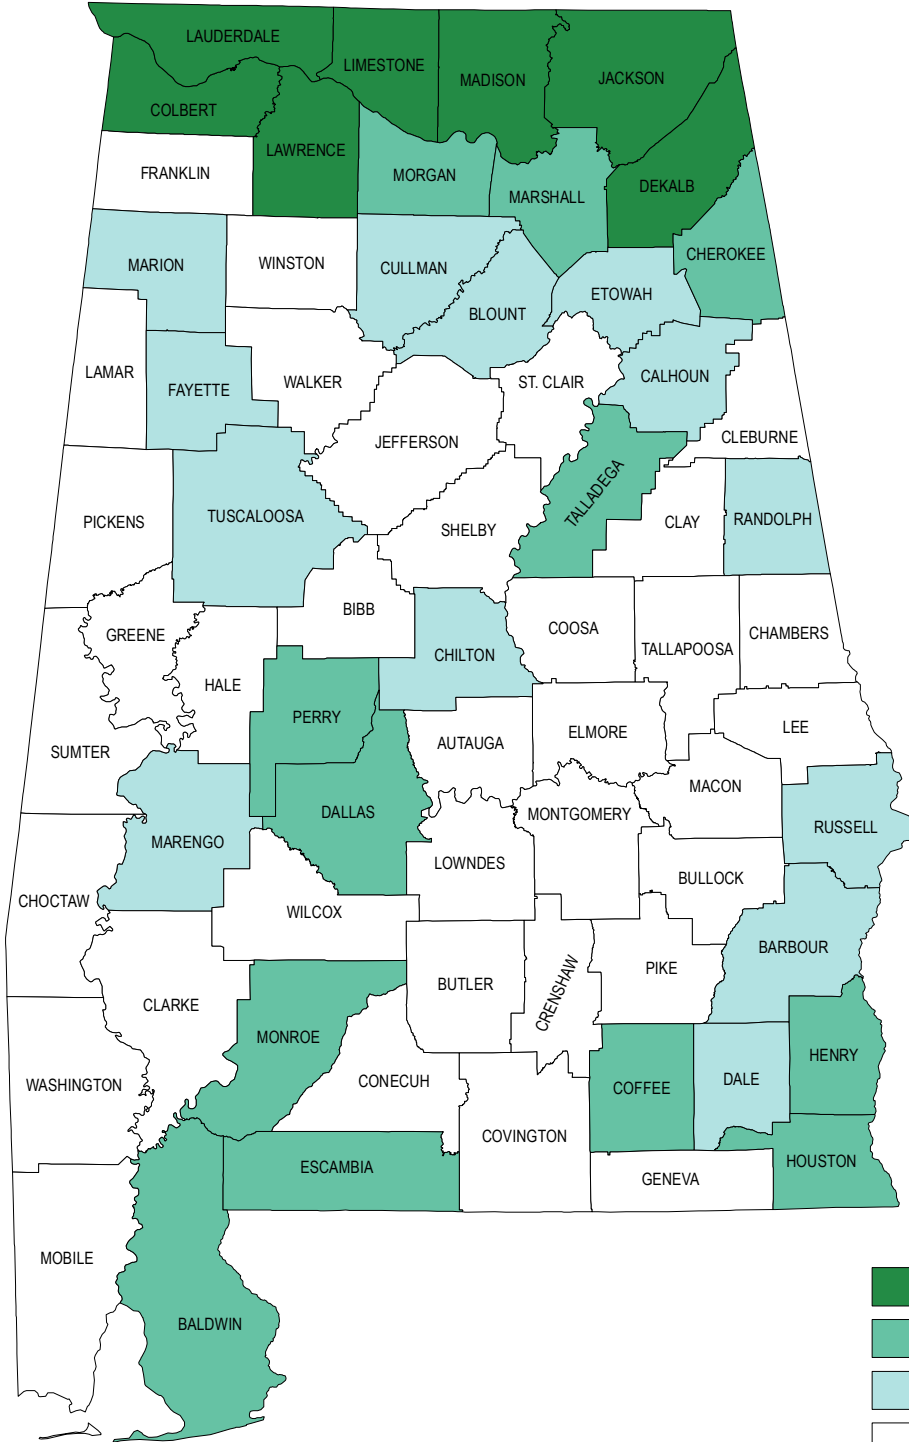 LAUDERDALE
LIMESTONE
MADISON
JACKSON
COLBERT
LAWRENCE
FRANKLIN
MORGAN
MARSHALL
DEKALB
MARION
WINSTON
CULLMAN
CHEROKEE
BLOUNT
ETOWAH
LAMAR
FAYETTE
WALKER
ST. CLAIR
CALHOUN
JEFFERSON
CLEBURNE
PICKENS
TUSCALOOSA
SHELBY
TALLADEGA
CLAY
RANDOLPH
BIBB
GREENE
HALE
CHILTON
COOSA
TALLAPOOSA
CHAMBERS
PERRY
SUMTER
AUTAUGA
ELMORE
LEE
DALLAS
MONTGOMERY
MACON
MARENGO
LOWNDES
RUSSELL
CHOCTAW
WILCOX
BULLOCK
BARBOUR
CLARKE
BUTLER
CRENSHAW
PIKE
MONROE
WASHINGTON
CONECUH
COFFEE
DALE
HENRY
COVINGTON
ESCAMBIA
GENEVA
HOUSTON
MOBILE
BALDWIN